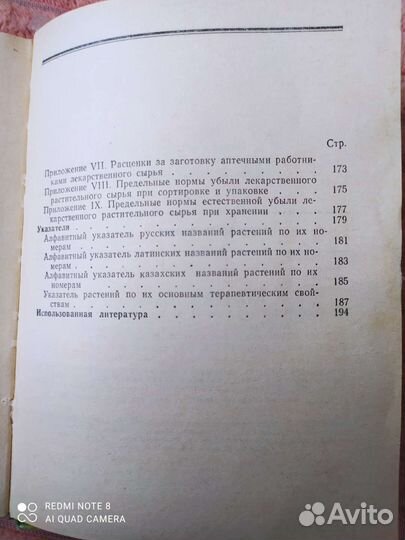 Стр.
Приложение VII. Расценки за заготовку аптечными работни-
ками лекарственного сырья . . . . . . 173
Приложение VIII. Предельные нормы убыли лекарственного
растительного сырья при сортировке и упаковке . . . 175
Приложение IX. Предельные нормы естественной убыли ле-
карственного растительного сырья при хранении . . . 177
Указатели . . . . . . . . . . . 179
Алфавитный указатель русских названий растений по их но-
мерам . . . . . . . . . . . 181
Алфавитный указатель латинских названий растений по их но-
мерам . . . . . . . . . . . 183
Алфавитный указатель казахских названий растений по их
номерам . . . . . . . . . . . 185
Указатель растений по их основным терапевтическим свой-
ствам . . . . . . . . . . . 187
Использованная литература . . . . . . . 194
REDMI NOTE 8
AI QUAD CAMERA
Avito